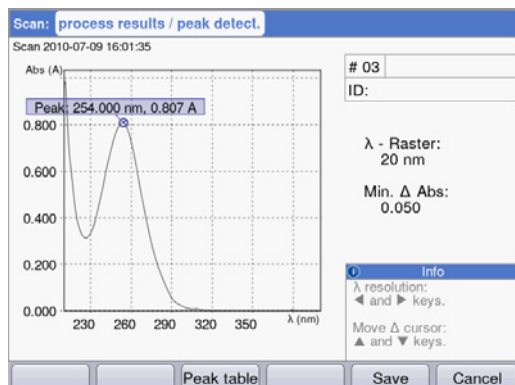 Scan: process results / peak detect.
Scan 2010-07-09 16:01:35
Abs (A)
Peak: 254.000 nm, 0.807 A
0.800
0.600
0.400
0.200
0.000
230 260 290 320 350 λ (nm)
# 03
ID:
λ - Raster:
20 nm
Min. Δ Abs:
0.050
Info
λ resolution:
◀ and ▶ keys.
Move Δ cursor:
▲ and ▼ keys.
Peak table Save Cancel